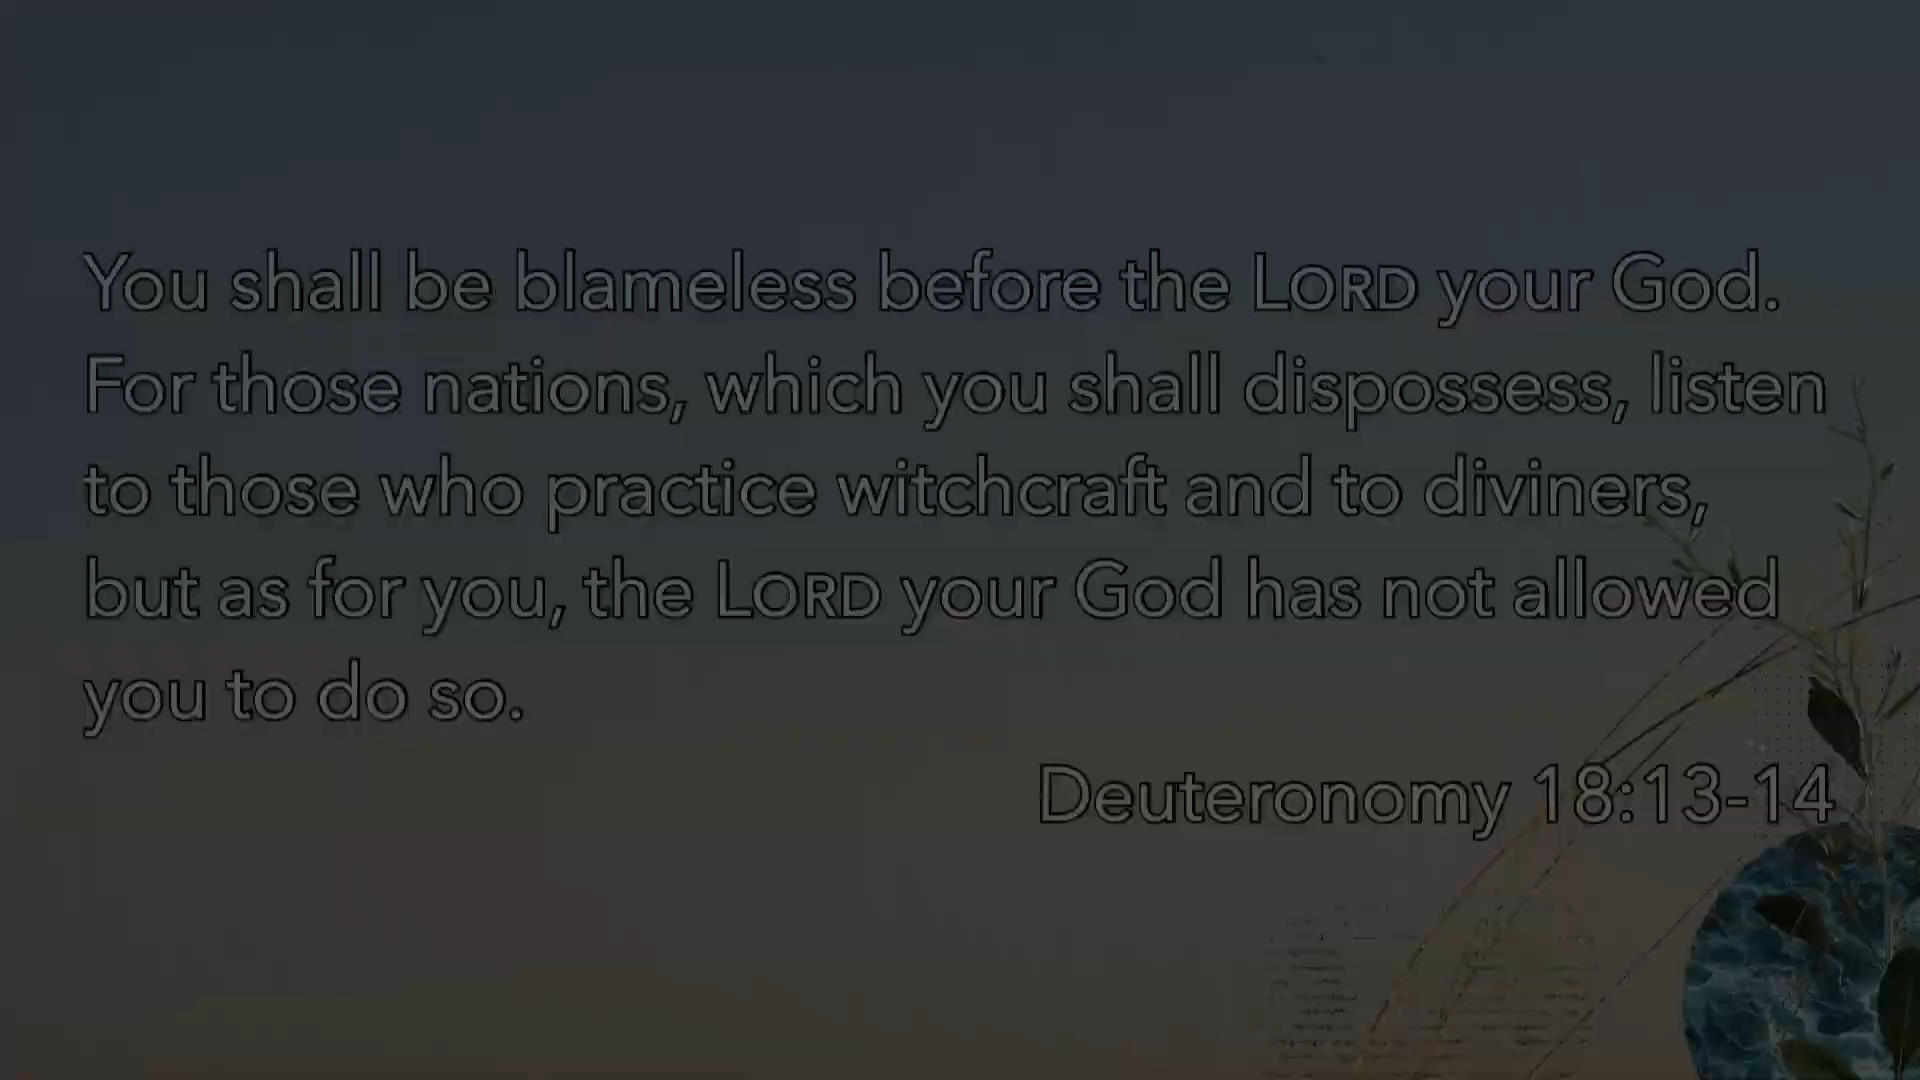 You shall be blameless before the LORD your God.
For those nations, which you shall dispossess, listen
to those who practice witchcraft and to diviners,
but as for you, the LORD your God has not allowed
you to do so.
Deuteronomy 18:13-14